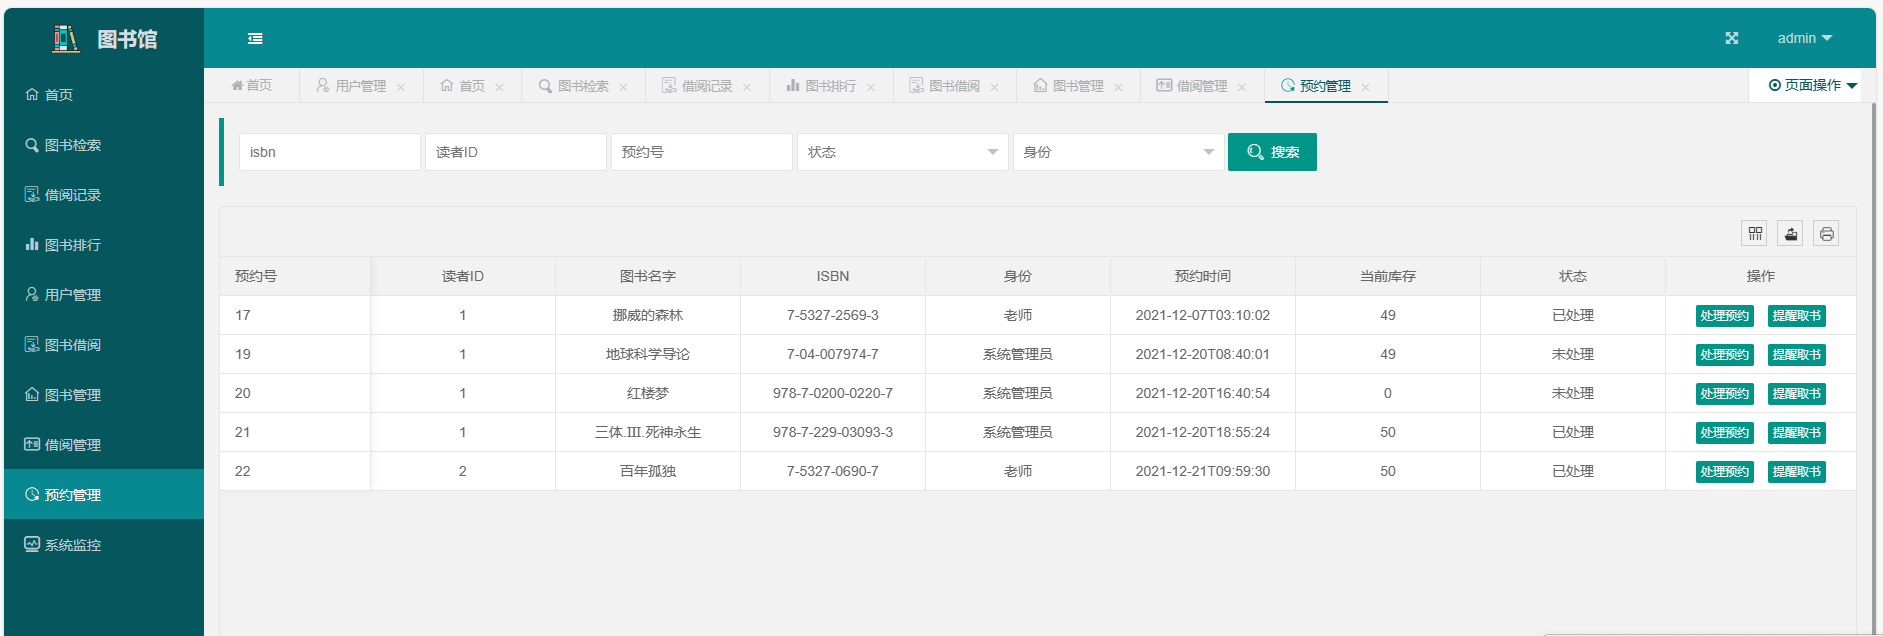 图书馆
admin
首页
图书检索
借阅记录
图书排行
用户管理
图书借阅
图书管理
借阅管理
预约管理
系统监控
首页 用户管理 首页 图书检索 借阅记录 图书排行 图书借阅 图书管理 借阅管理 预约管理 页面操作
isbn 读者ID 预约号 状态 身份 搜索
预约号 读者ID 图书名字 ISBN 身份 预约时间 当前库存 状态 操作
17 1 挪威的森林 7-5327-2569-3 老师 2021-12-07T03:10:02 49 已处理 处理预约 提醒取书
19 1 地球科学导论 7-04-007974-7 系统管理员 2021-12-20T08:40:01 49 未处理 处理预约 提醒取书
20 1 红楼梦 978-7-0200-0220-7 系统管理员 2021-12-20T16:40:54 0 未处理 处理预约 提醒取书
21 1 三体.III.死神永生 978-7-229-03093-3 系统管理员 2021-12-20T18:55:24 50 已处理 处理预约 提醒取书
22 2 百年孤独 7-5327-0690-7 老师 2021-12-21T09:59:30 50 已处理 处理预约 提醒取书